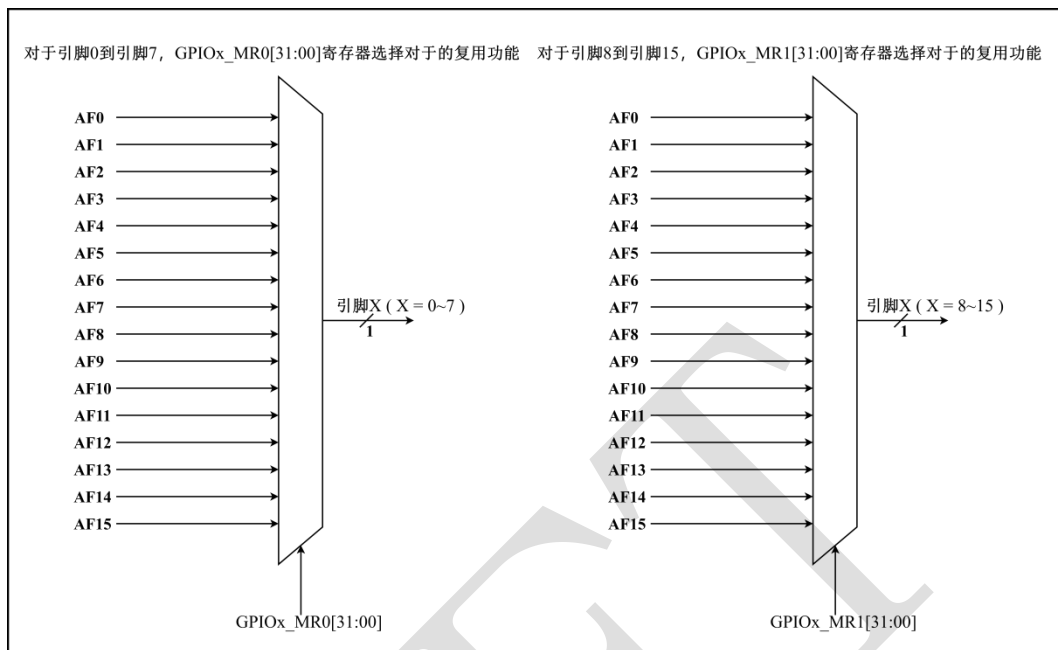 对于引脚0到引脚7，GPIOx_MR0[31:00]寄存器选择对于的复用功能
对于引脚8到引脚15，GPIOx_MR1[31:00]寄存器选择对于的复用功能
AF0
AF1
AF2
AF3
AF4
AF5
AF6
AF7
AF8
AF9
AF10
AF11
AF12
AF13
AF14
AF15
引脚X ( X = 0~7 )
1
GPIOx_MR0[31:00]
AF0
AF1
AF2
AF3
AF4
AF5
AF6
AF7
AF8
AF9
AF10
AF11
AF12
AF13
AF14
AF15
引脚X ( X = 8~15 )
1
GPIOx_MR1[31:00]